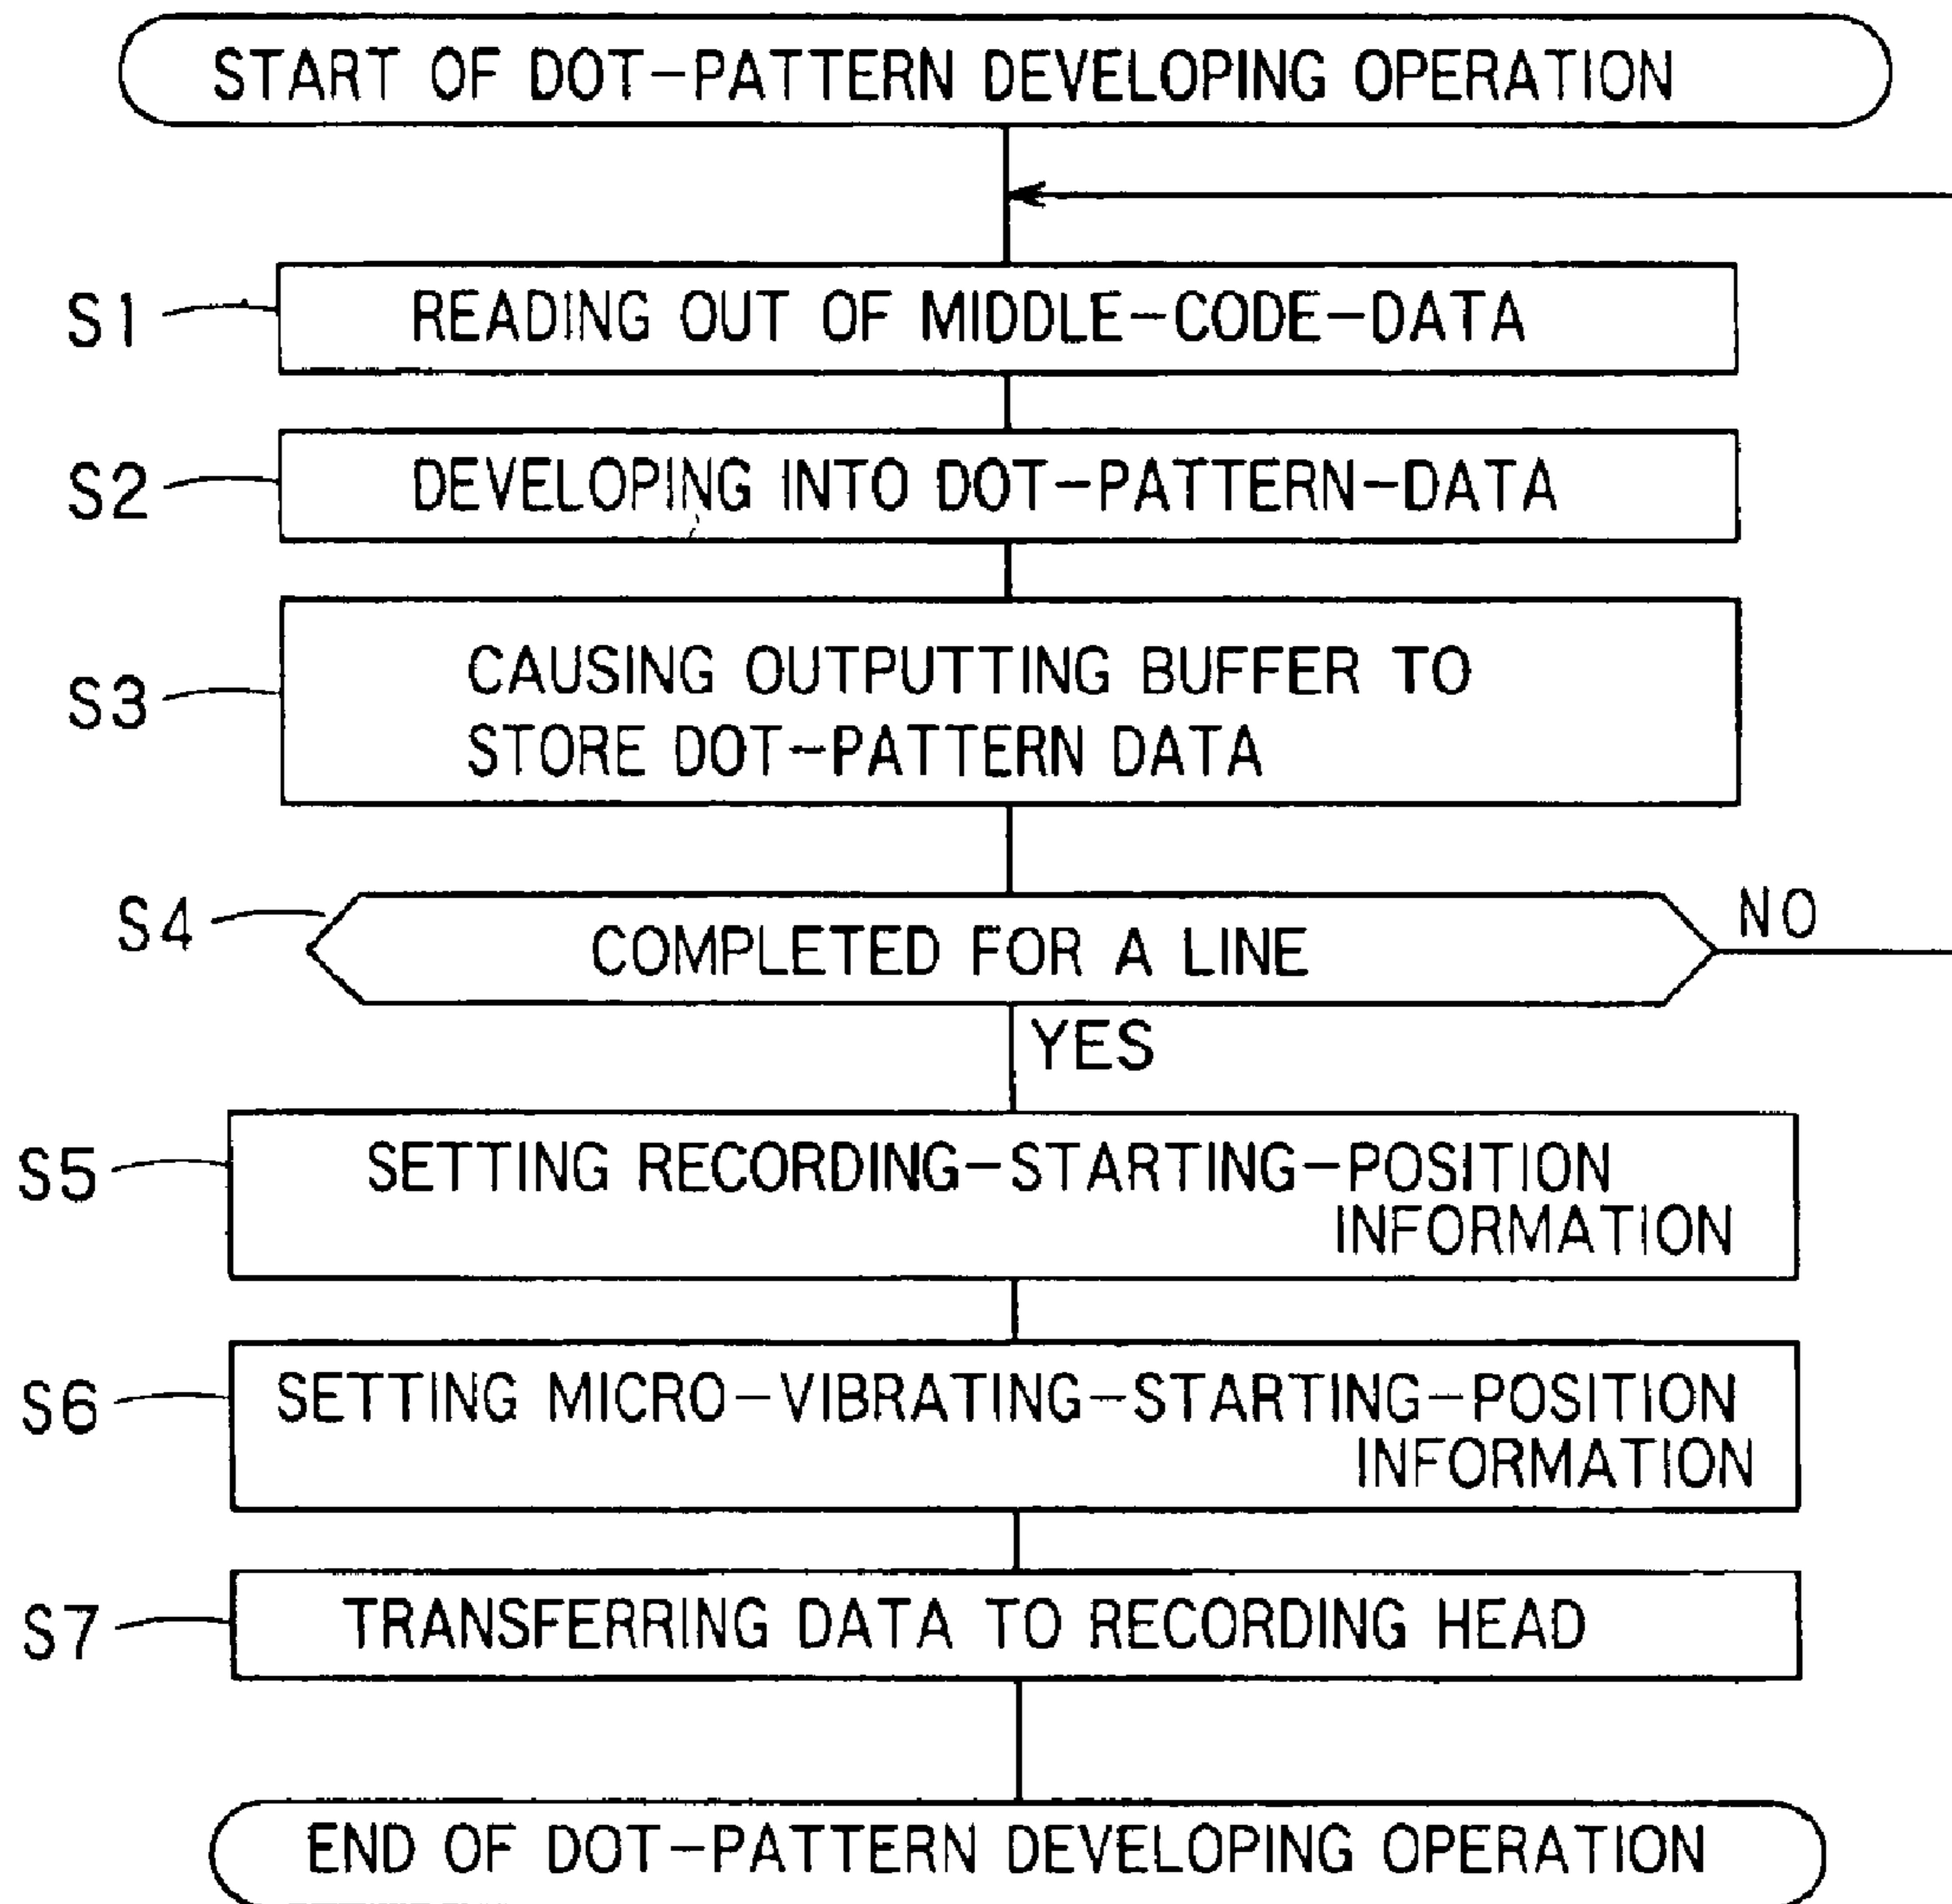 START OF DOT-PATTERN DEVELOPING OPERATION
S1 READING OUT OF MIDDLE-CODE-DATA
S2 DEVELOPING INTO DOT-PATTERN-DATA
S3 CAUSING OUTPUTTING BUFFER TO
STORE DOT-PATTERN DATA
S4 COMPLETED FOR A LINE NO
YES
S5 SETTING RECORDING-STARTING-POSITION
INFORMATION
S6 SETTING MICRO-VIBRATING-STARTING-POSITION
INFORMATION
S7 TRANSFERRING DATA TO RECORDING HEAD
END OF DOT-PATTERN DEVELOPING OPERATION